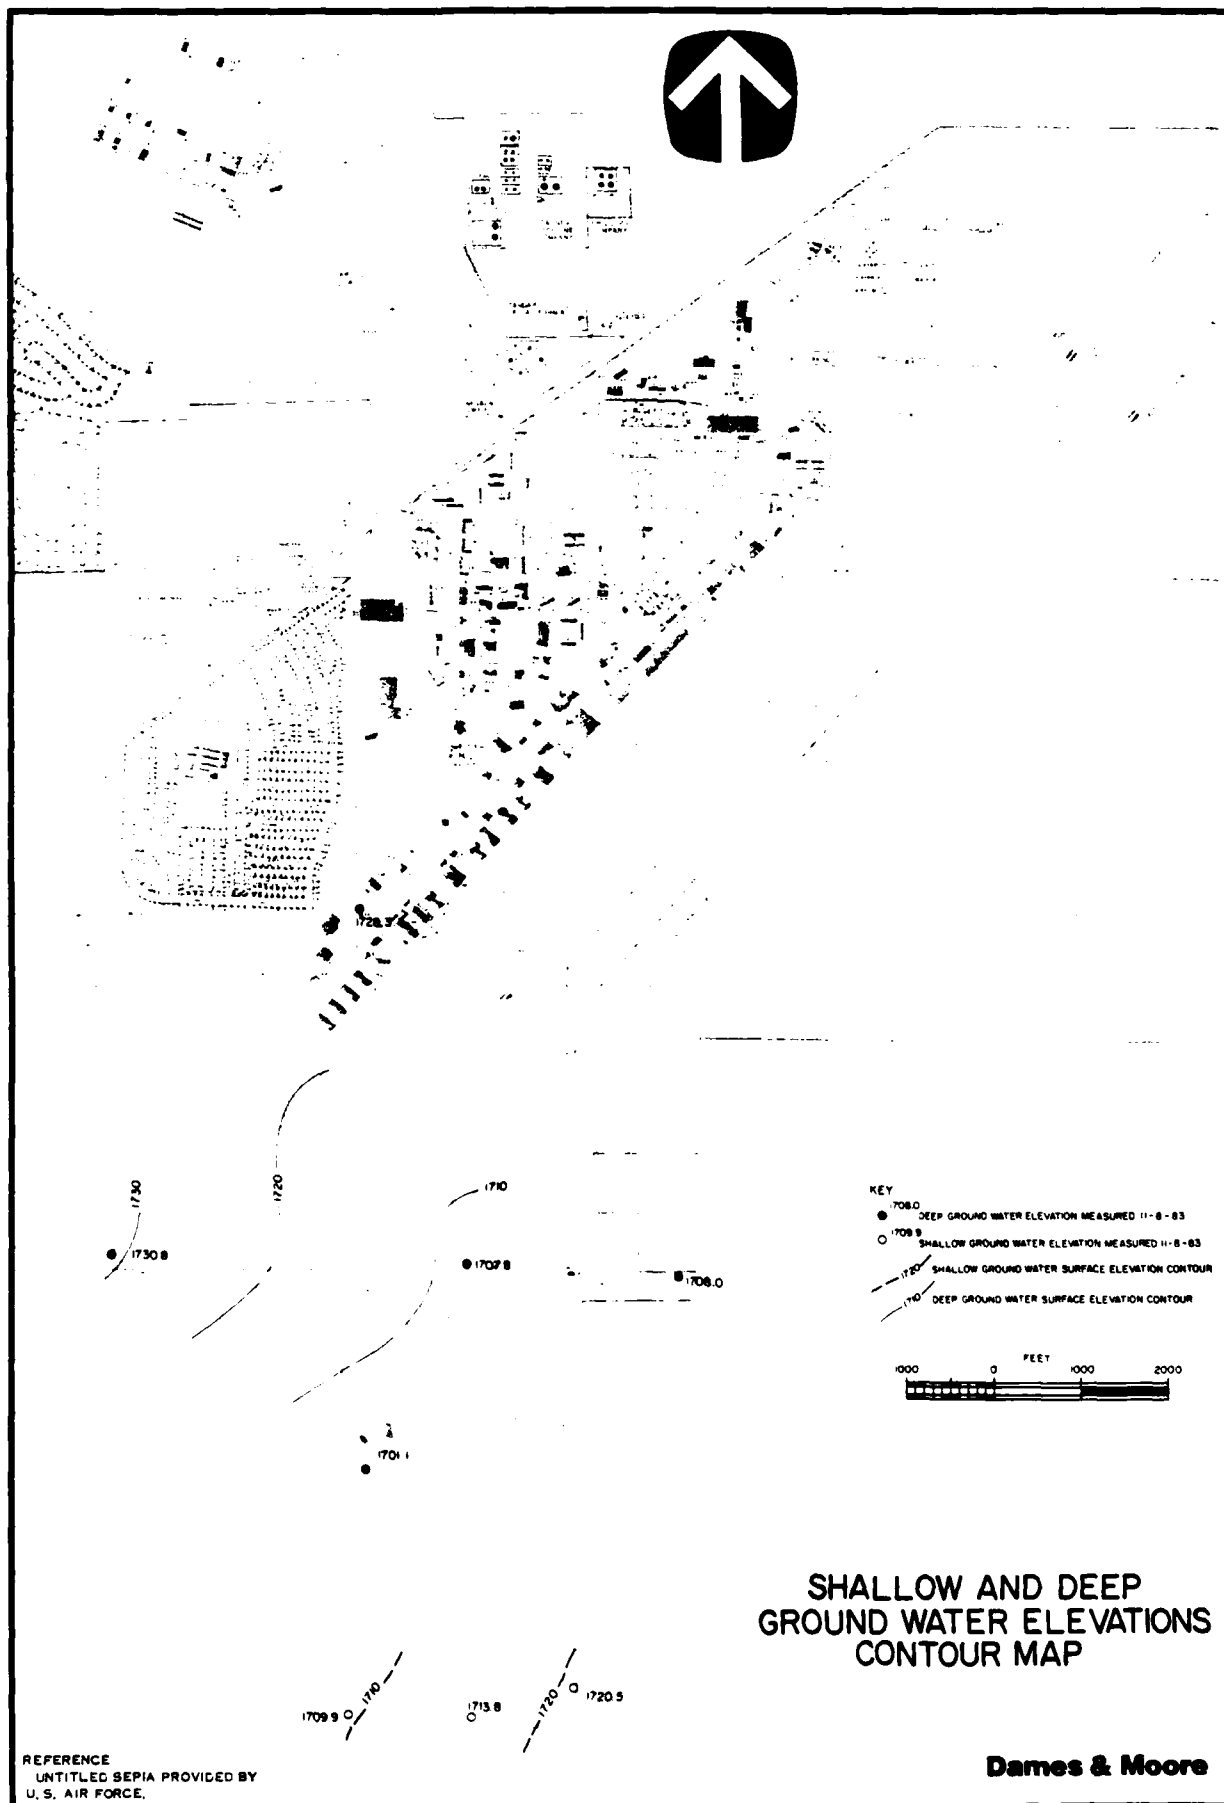 1728.3
1730
1720
1710
1730.8
1707.8
1708.0
KEY
1708.0
DEEP GROUND WATER ELEVATION MEASURED 11-8-83
1709.9
SHALLOW GROUND WATER ELEVATION MEASURED 11-8-83
1720 SHALLOW GROUND WATER SURFACE ELEVATION CONTOUR
1710 DEEP GROUND WATER SURFACE ELEVATION CONTOUR
FEET
1000 0 1000 2000
1701.1
SHALLOW AND DEEP
GROUND WATER ELEVATIONS
CONTOUR MAP
1710
1720
1720.5
1709.9
1713.8
REFERENCE
UNTITLED SEPIA PROVIDED BY
U.S. AIR FORCE.
Dames & Moore